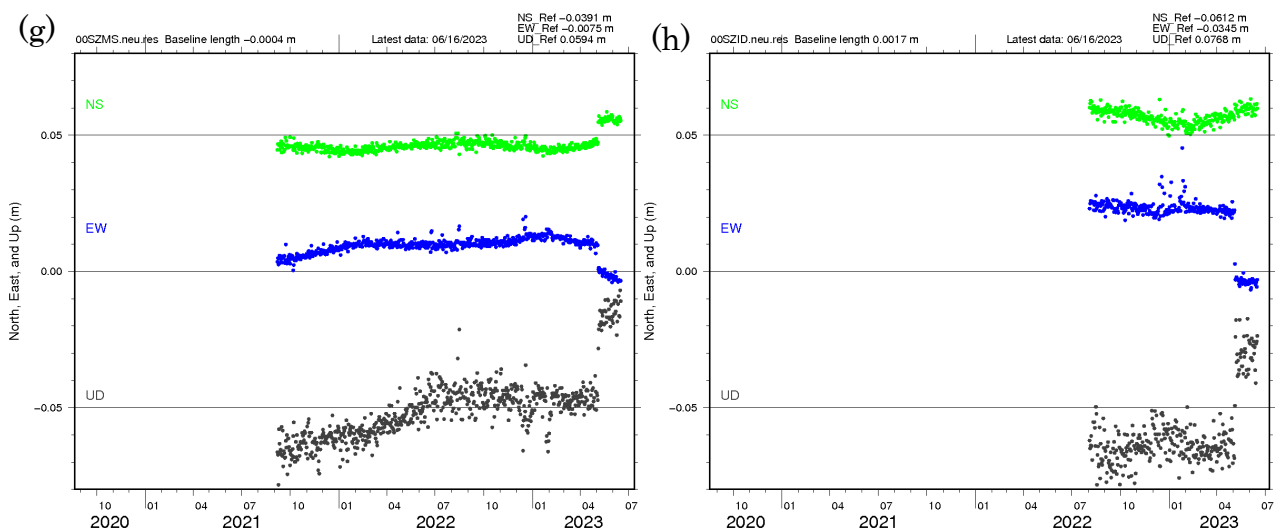 (g)
NS_Ref −0.0391 m
EW_Ref −0.0075 m
00SZMS.neu.res Baseline length −0.0004 m Latest data: 06/16/2023 UD_Ref 0.0594 m
NS
0.05
EW
0.00
UD
−0.05
North, East, and Up (m)
10 01 04 07 10 01 04 07 10 01 04 07
2020 2021 2022 2023
(h)
NS_Ref −0.0612 m
EW_Ref −0.0345 m
00SZID.neu.res Baseline length 0.0017 m Latest data: 06/16/2023 UD_Ref 0.0768 m
NS
0.05
EW
0.00
UD
−0.05
North, East, and Up (m)
10 01 04 07 10 01 04 07 10 01 04 07
2020 2021 2022 2023